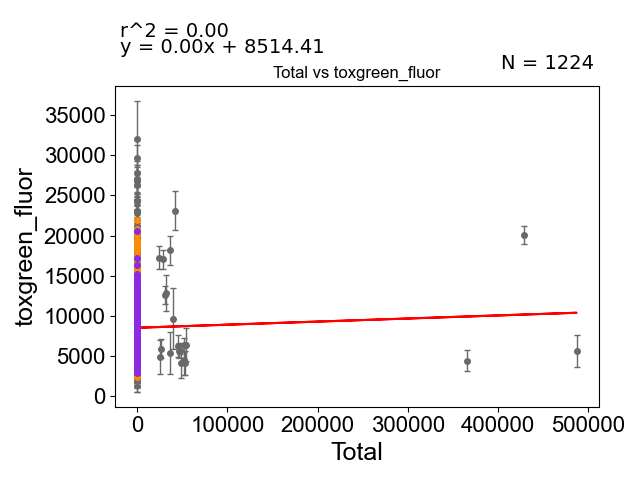 r^2 = 0.00
y = 0.00x + 8514.41
N = 1224
Total vs toxgreen_fluor
35000
30000
25000
20000
15000
10000
5000
0
toxgreen_fluor
0
100000
200000
300000
400000
500000
Total